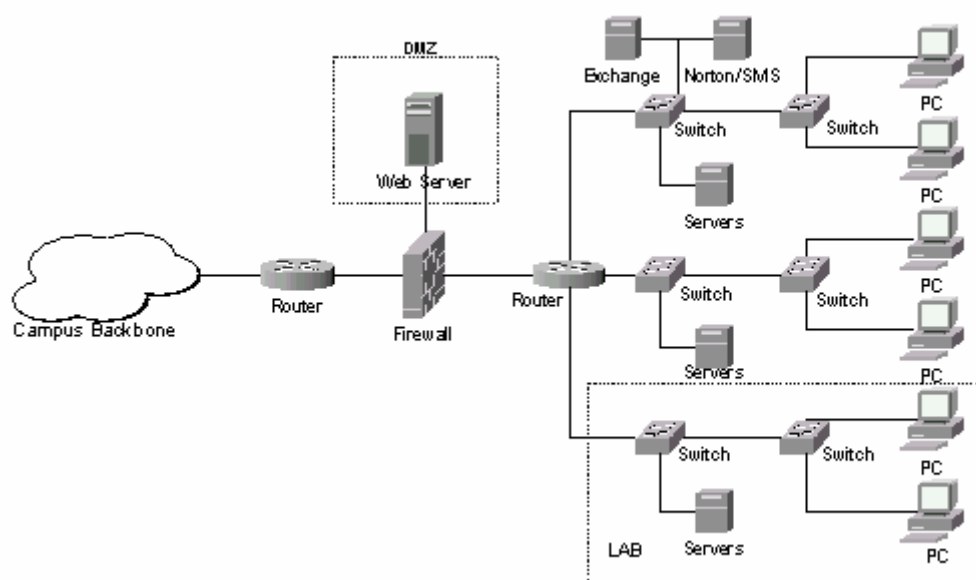 DMZ
Exchange
Norton/SMS
PC
Switch
Switch
Web Server
PC
Servers
PC
Router
Router
Switch
Switch
Campus Backbone
Firewall
Servers
PC
Switch
Switch
PC
LAB
Servers
PC